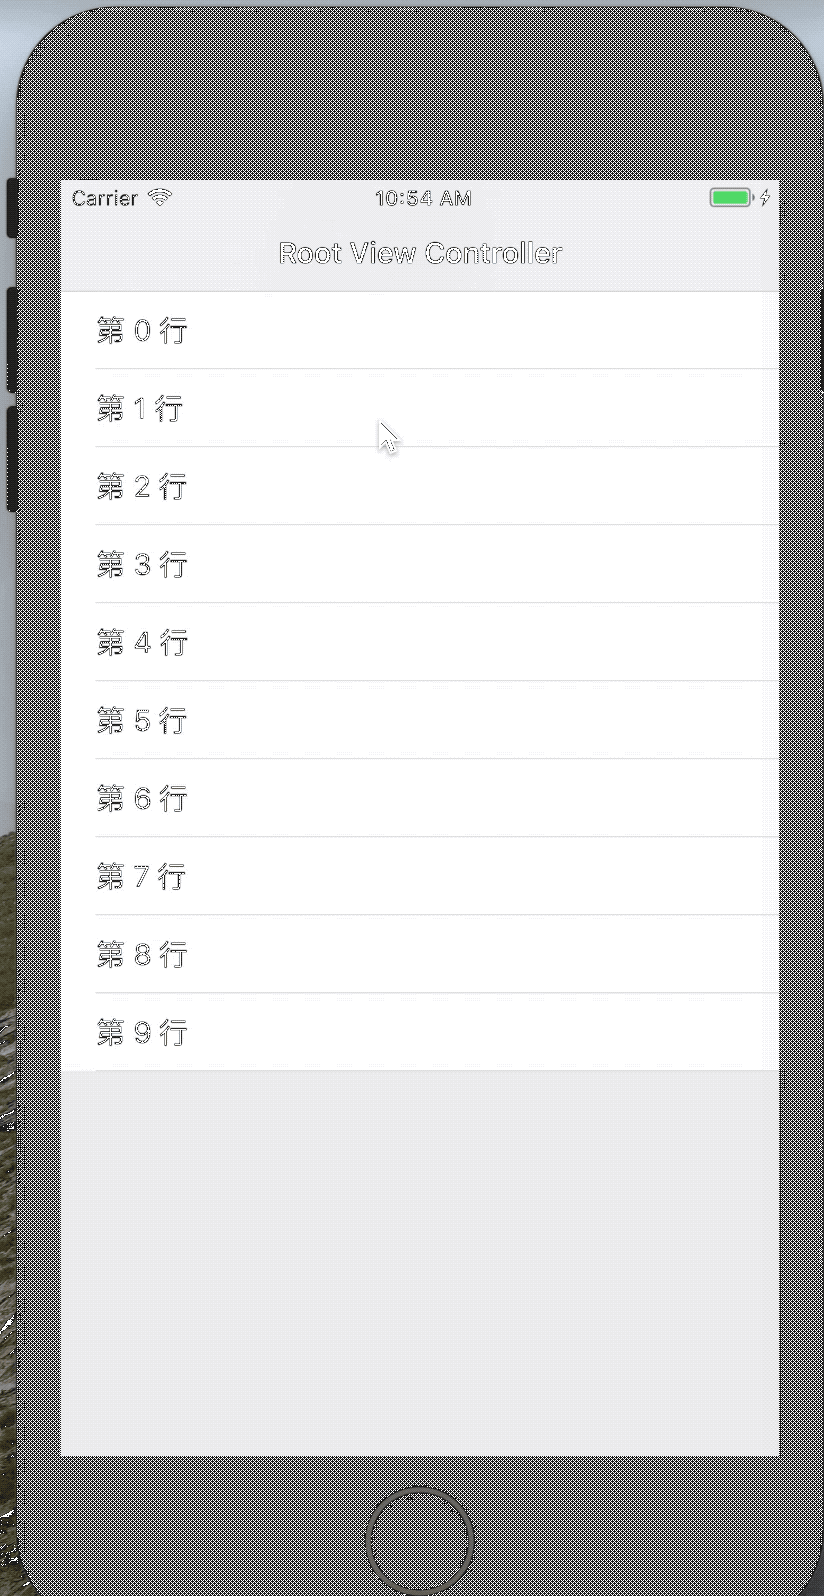 Carrier 10:54 AM
Root View Controller
第 0 行
第 1 行
第 2 行
第 3 行
第 4 行
第 5 行
第 6 行
第 7 行
第 8 行
第 9 行